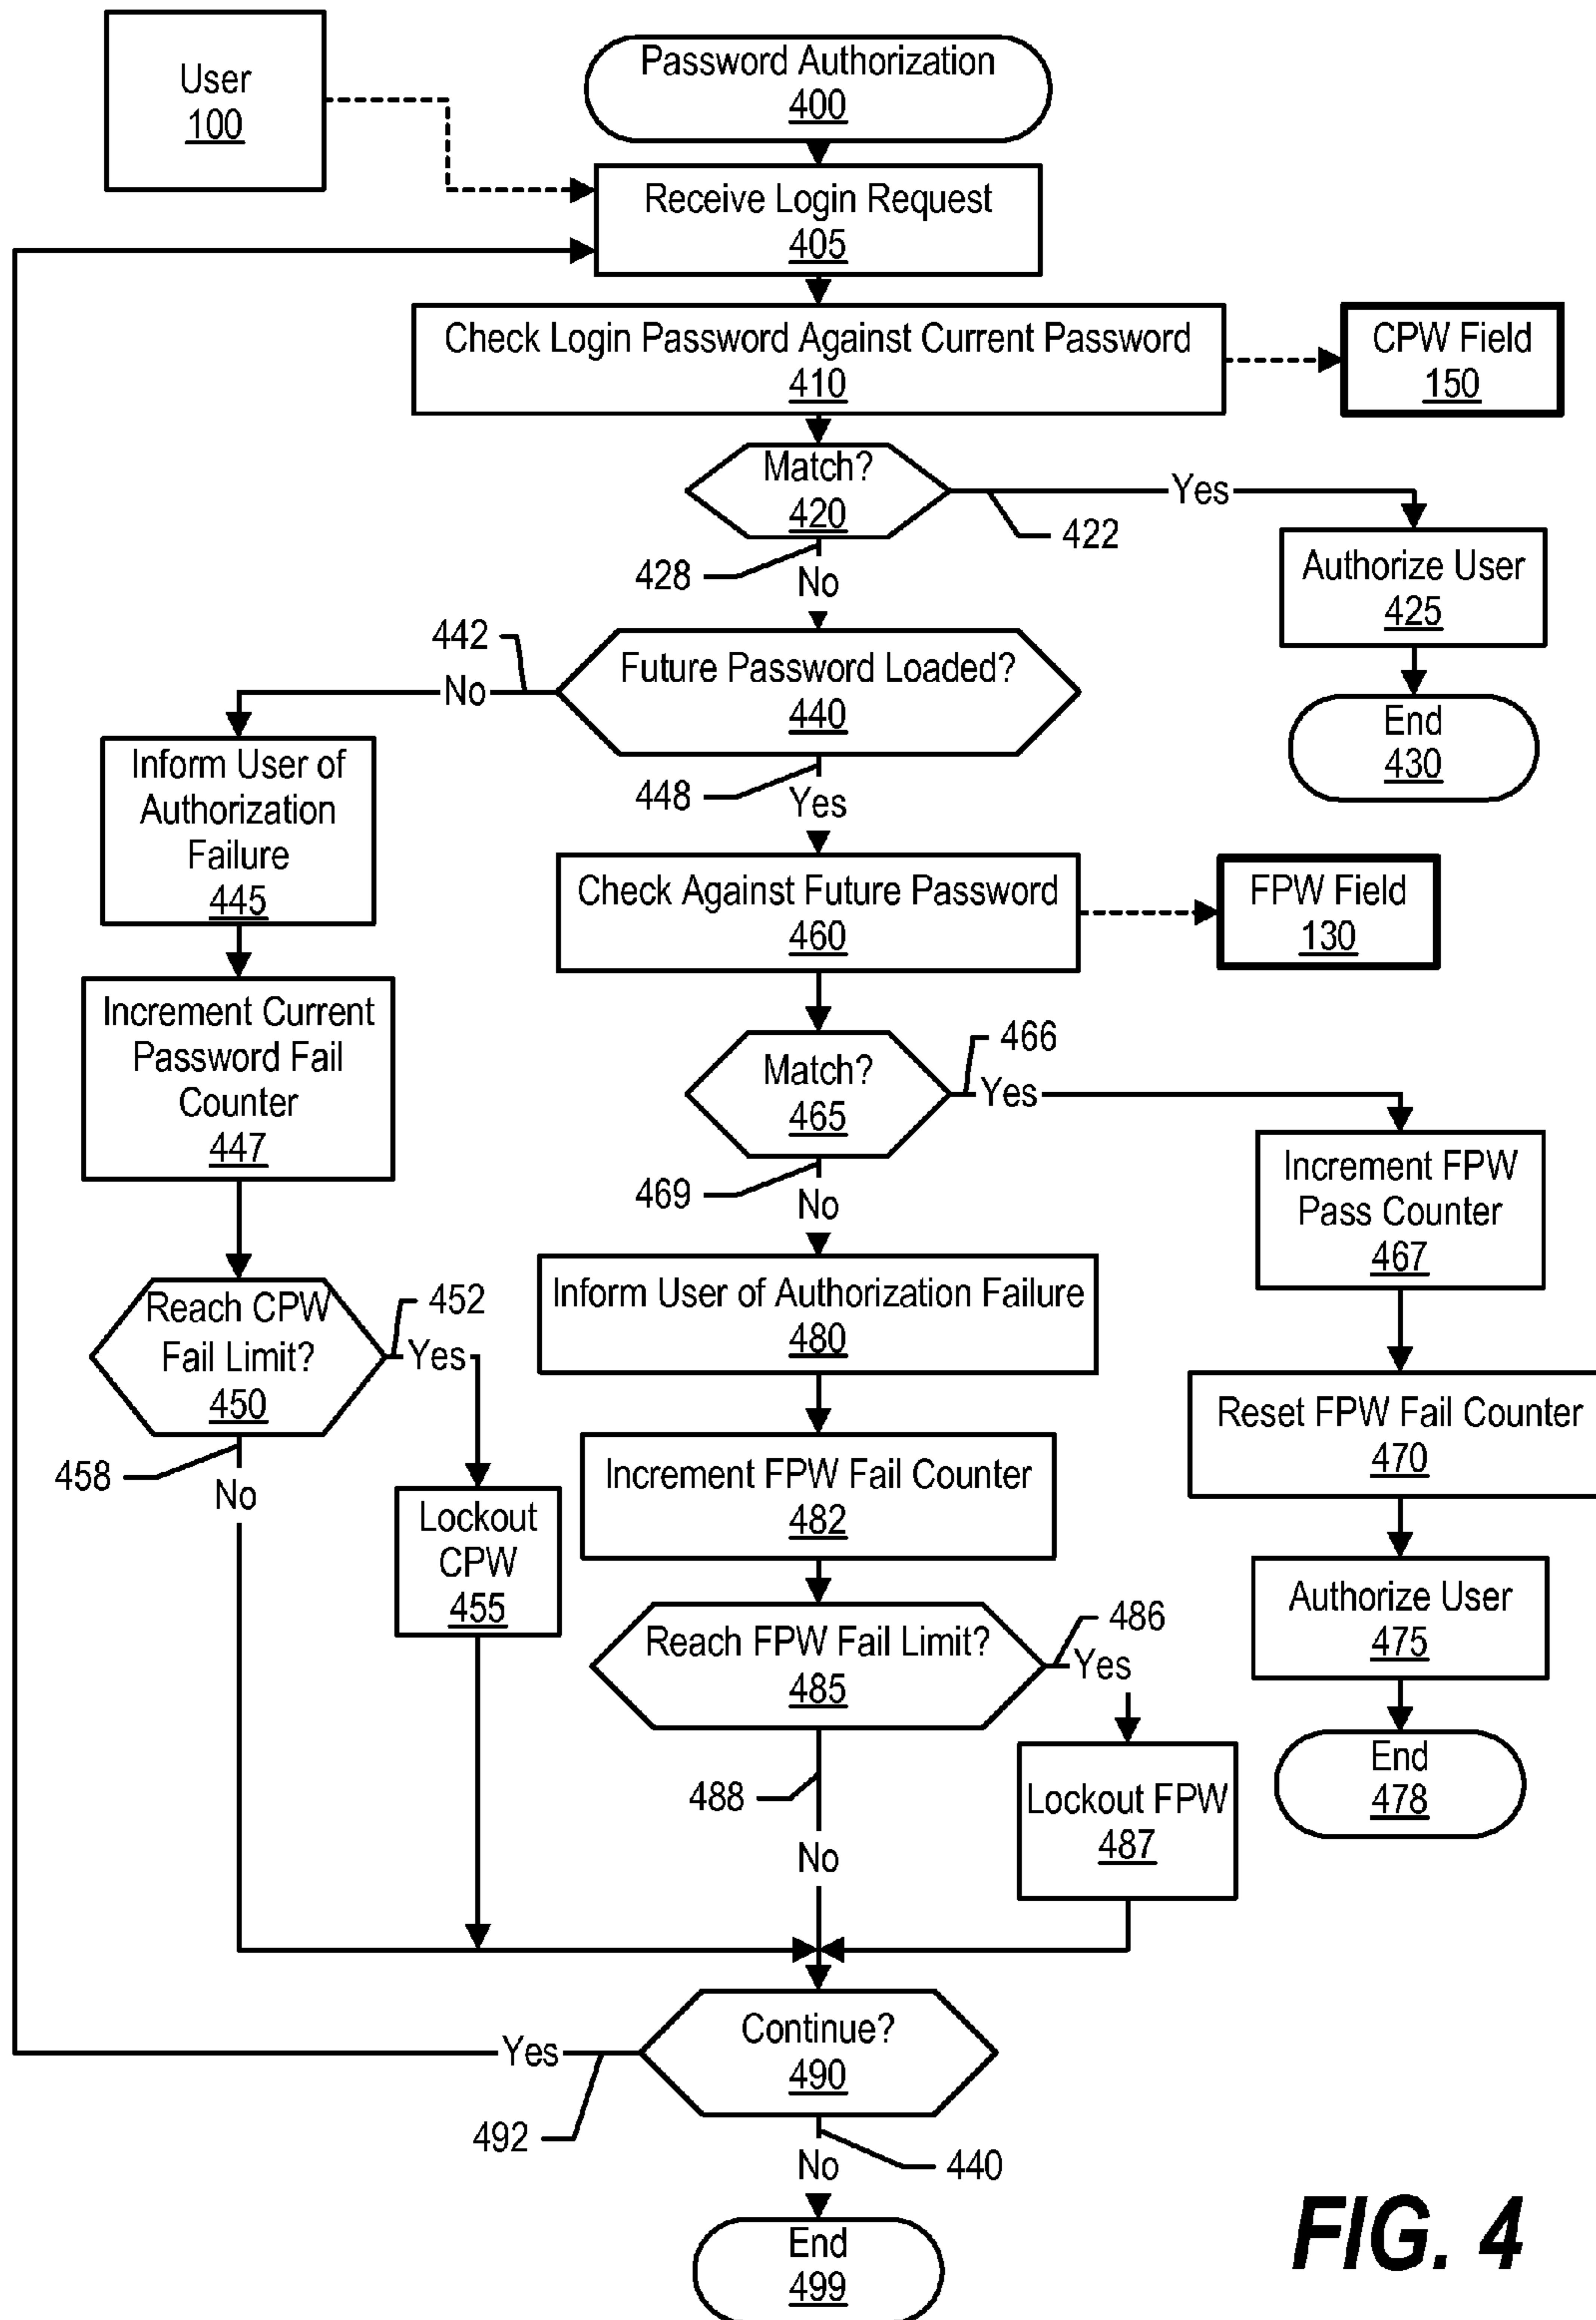 User
100
Password Authorization
400
Receive Login Request
405
Check Login Password Against Current Password
410
CPW Field
150
Match?
420
Yes
422
428
No
Authorize User
425
End
430
442
No
Future Password Loaded?
440
448
Yes
Inform User of
Authorization
Failure
445
Check Against Future Password
460
FPW Field
130
Increment Current
Password Fail
Counter
447
Match?
465
466
Yes
469
No
Increment FPW
Pass Counter
467
Reach CPW
Fail Limit?
450
452
Yes
458
No
Lockout
CPW
455
Inform User of Authorization Failure
480
Reset FPW Fail Counter
470
Increment FPW Fail Counter
482
Authorize User
475
Reach FPW Fail Limit?
485
486
Yes
488
No
Lockout FPW
487
End
478
Continue?
490
Yes
492
No
440
End
499
FIG. 4